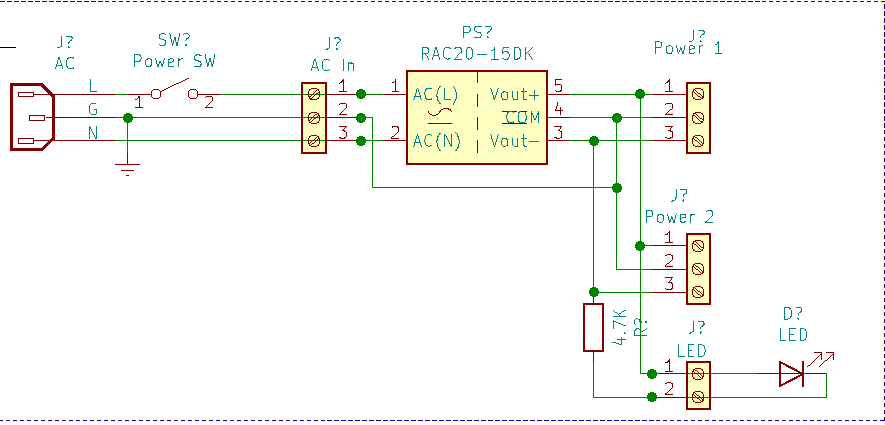 J?
AC
L
G
N
SW?
Power SW
1
2
J?
AC In
1
2
3
PS?
RAC20-15DK
1
2
AC(L)
AC(N)
Vout+
COM
Vout-
5
4
3
J?
Power 1
1
2
3
J?
Power 2
1
2
3
4.7K
R?
J?
LED
1
2
D?
LED